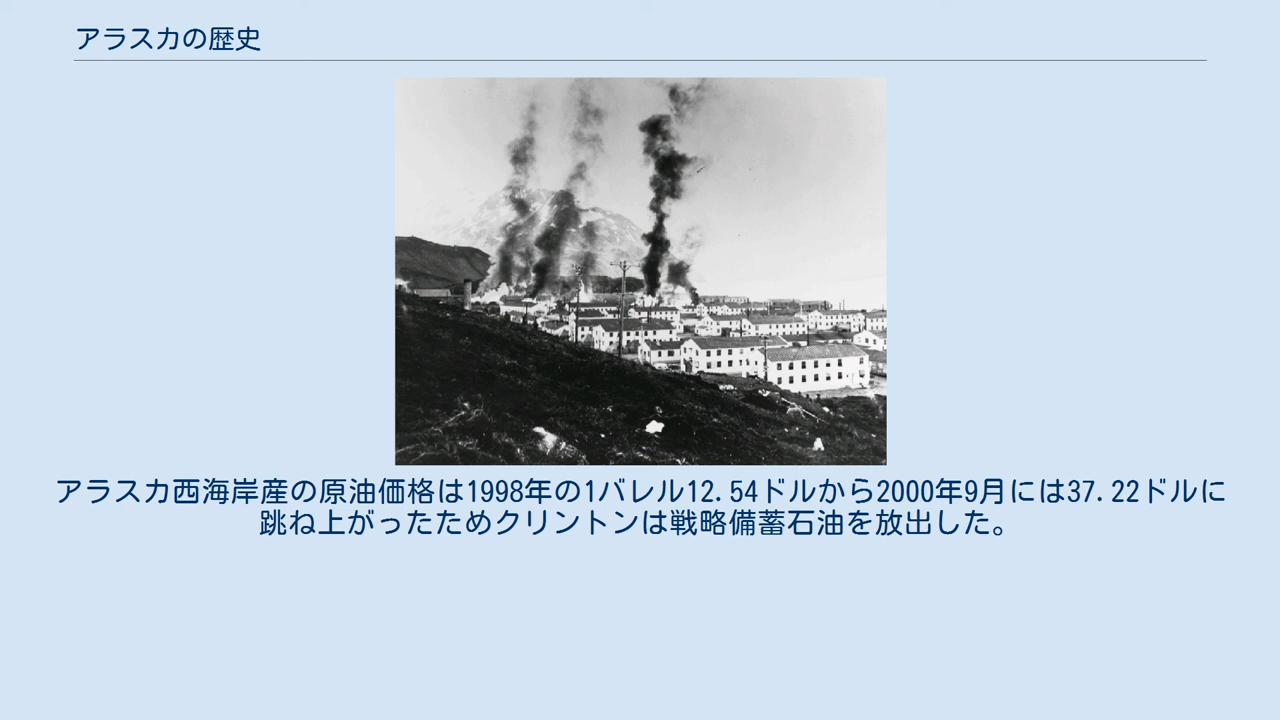 アラスカの歴史
アラスカ西海岸産の原油価格は1998年の1バレル12.54ドルから2000年9月には37.22ドルに
跳ね上がったためクリントンは戦略備蓄石油を放出した。